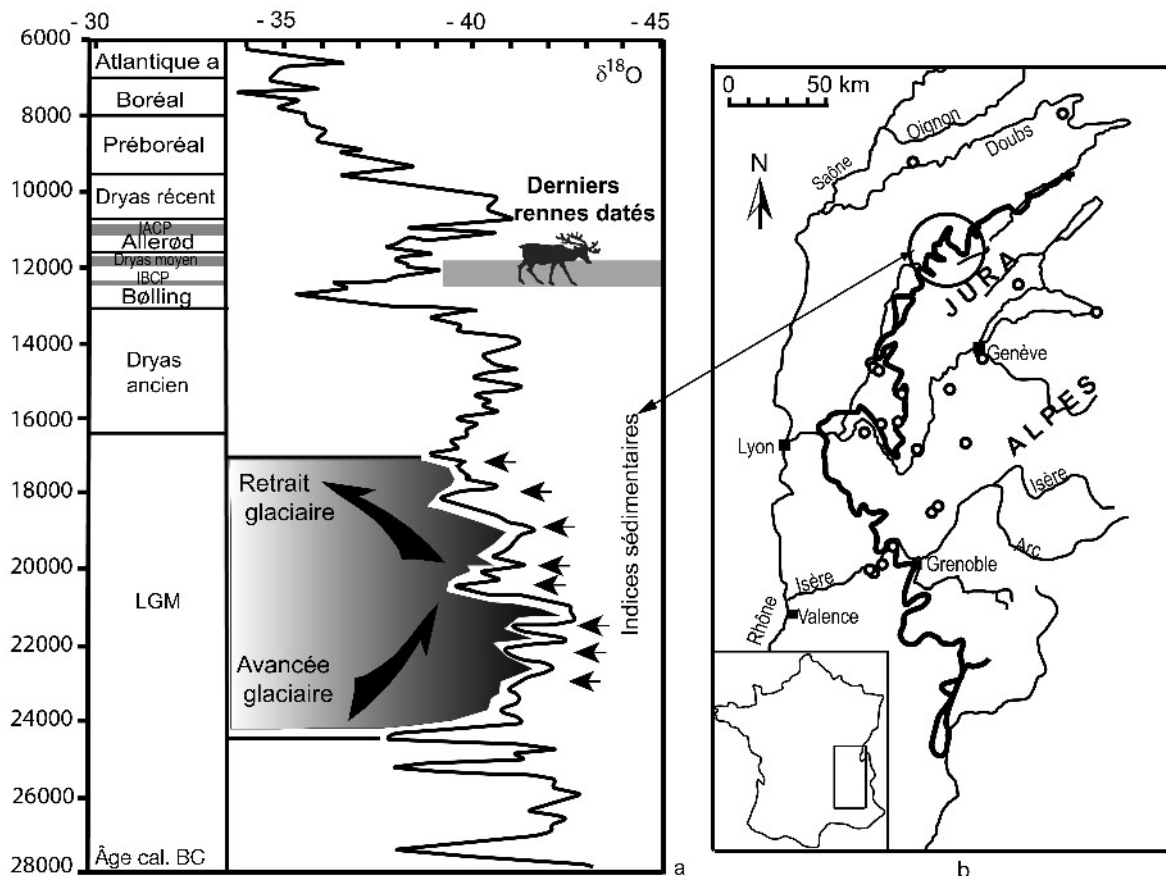 - 30
- 35
- 40
- 45
6000
8000
10000
12000
14000
16000
18000
20000
22000
24000
26000
28000
Atlantique a
Boréal
Préboréal
Dryas récent
IACP
Allerød
Dryas moyen
IBCP
Bølling
Dryas
ancien
LGM
Âge cal. BC
δ18O
Derniers
rennes datés
Retrait
glaciaire
Avancée
glaciaire
Indices sédimentaires
a
0
50 km
N
Saône
Oignon
Doubs
JURA
Genève
ALPES
Lyon
Isère
Arc
Grenoble
Isère
Rhône
Valence
b